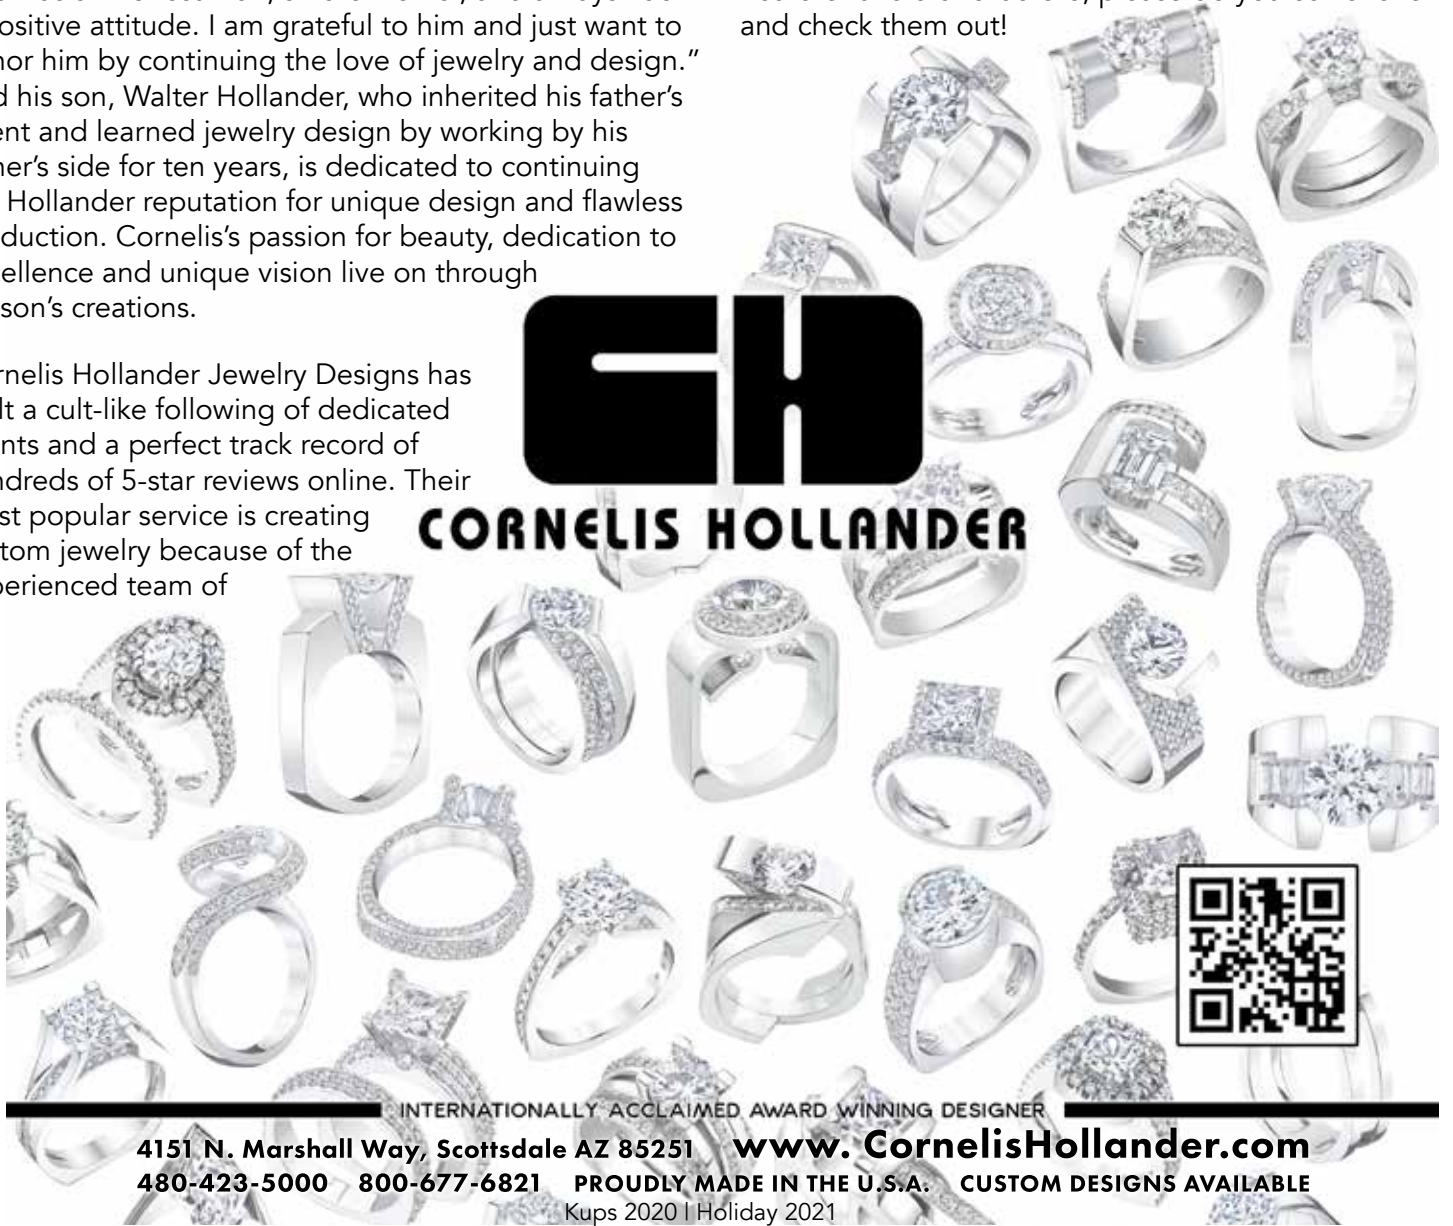 ositive attitude. I am grateful to him and just want to
nor him by continuing the love of jewelry and design.”
d his son, Walter Hollander, who inherited his father’s
ent and learned jewelry design by working by his
ner’s side for ten years, is dedicated to continuing
Hollander reputation for unique design and flawless
duction. Cornelis’s passion for beauty, dedication to
ellence and unique vision live on through
son’s creations.
rnelis Hollander Jewelry Designs has
lt a cult-like following of dedicated
nts and a perfect track record of
ndreds of 5-star reviews online. Their
st popular service is creating
tom jewelry because of the
perienced team of
and check them out!
CH
CORNELIS HOLLANDER
INTERNATIONALLY ACCLAIMED AWARD WINNING DESIGNER
4151 N. Marshall Way, Scottsdale AZ 85251 www. CornelisHollander.com
480-423-5000 800-677-6821 PROUDLY MADE IN THE U.S.A. CUSTOM DESIGNS AVAILABLE
Kups 2020 | Holiday 2021